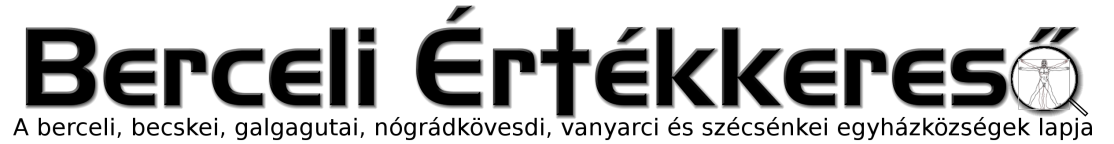 Berceli Értékkereső
A berceli, becskei, galgagutai, nógrádkövesdi, vanyarci és szécsénkei egyházközségek lapja